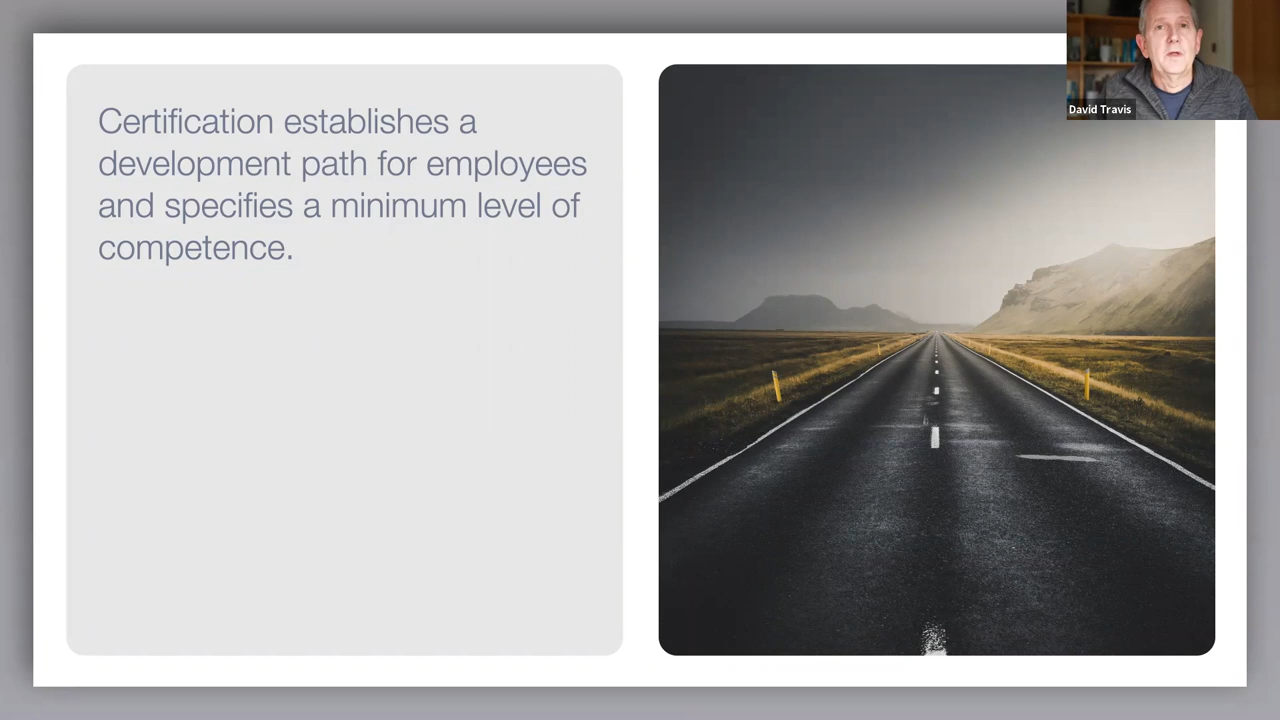 Certification establishes a
development path for employees
and specifies a minimum level of
competence.
David Travis